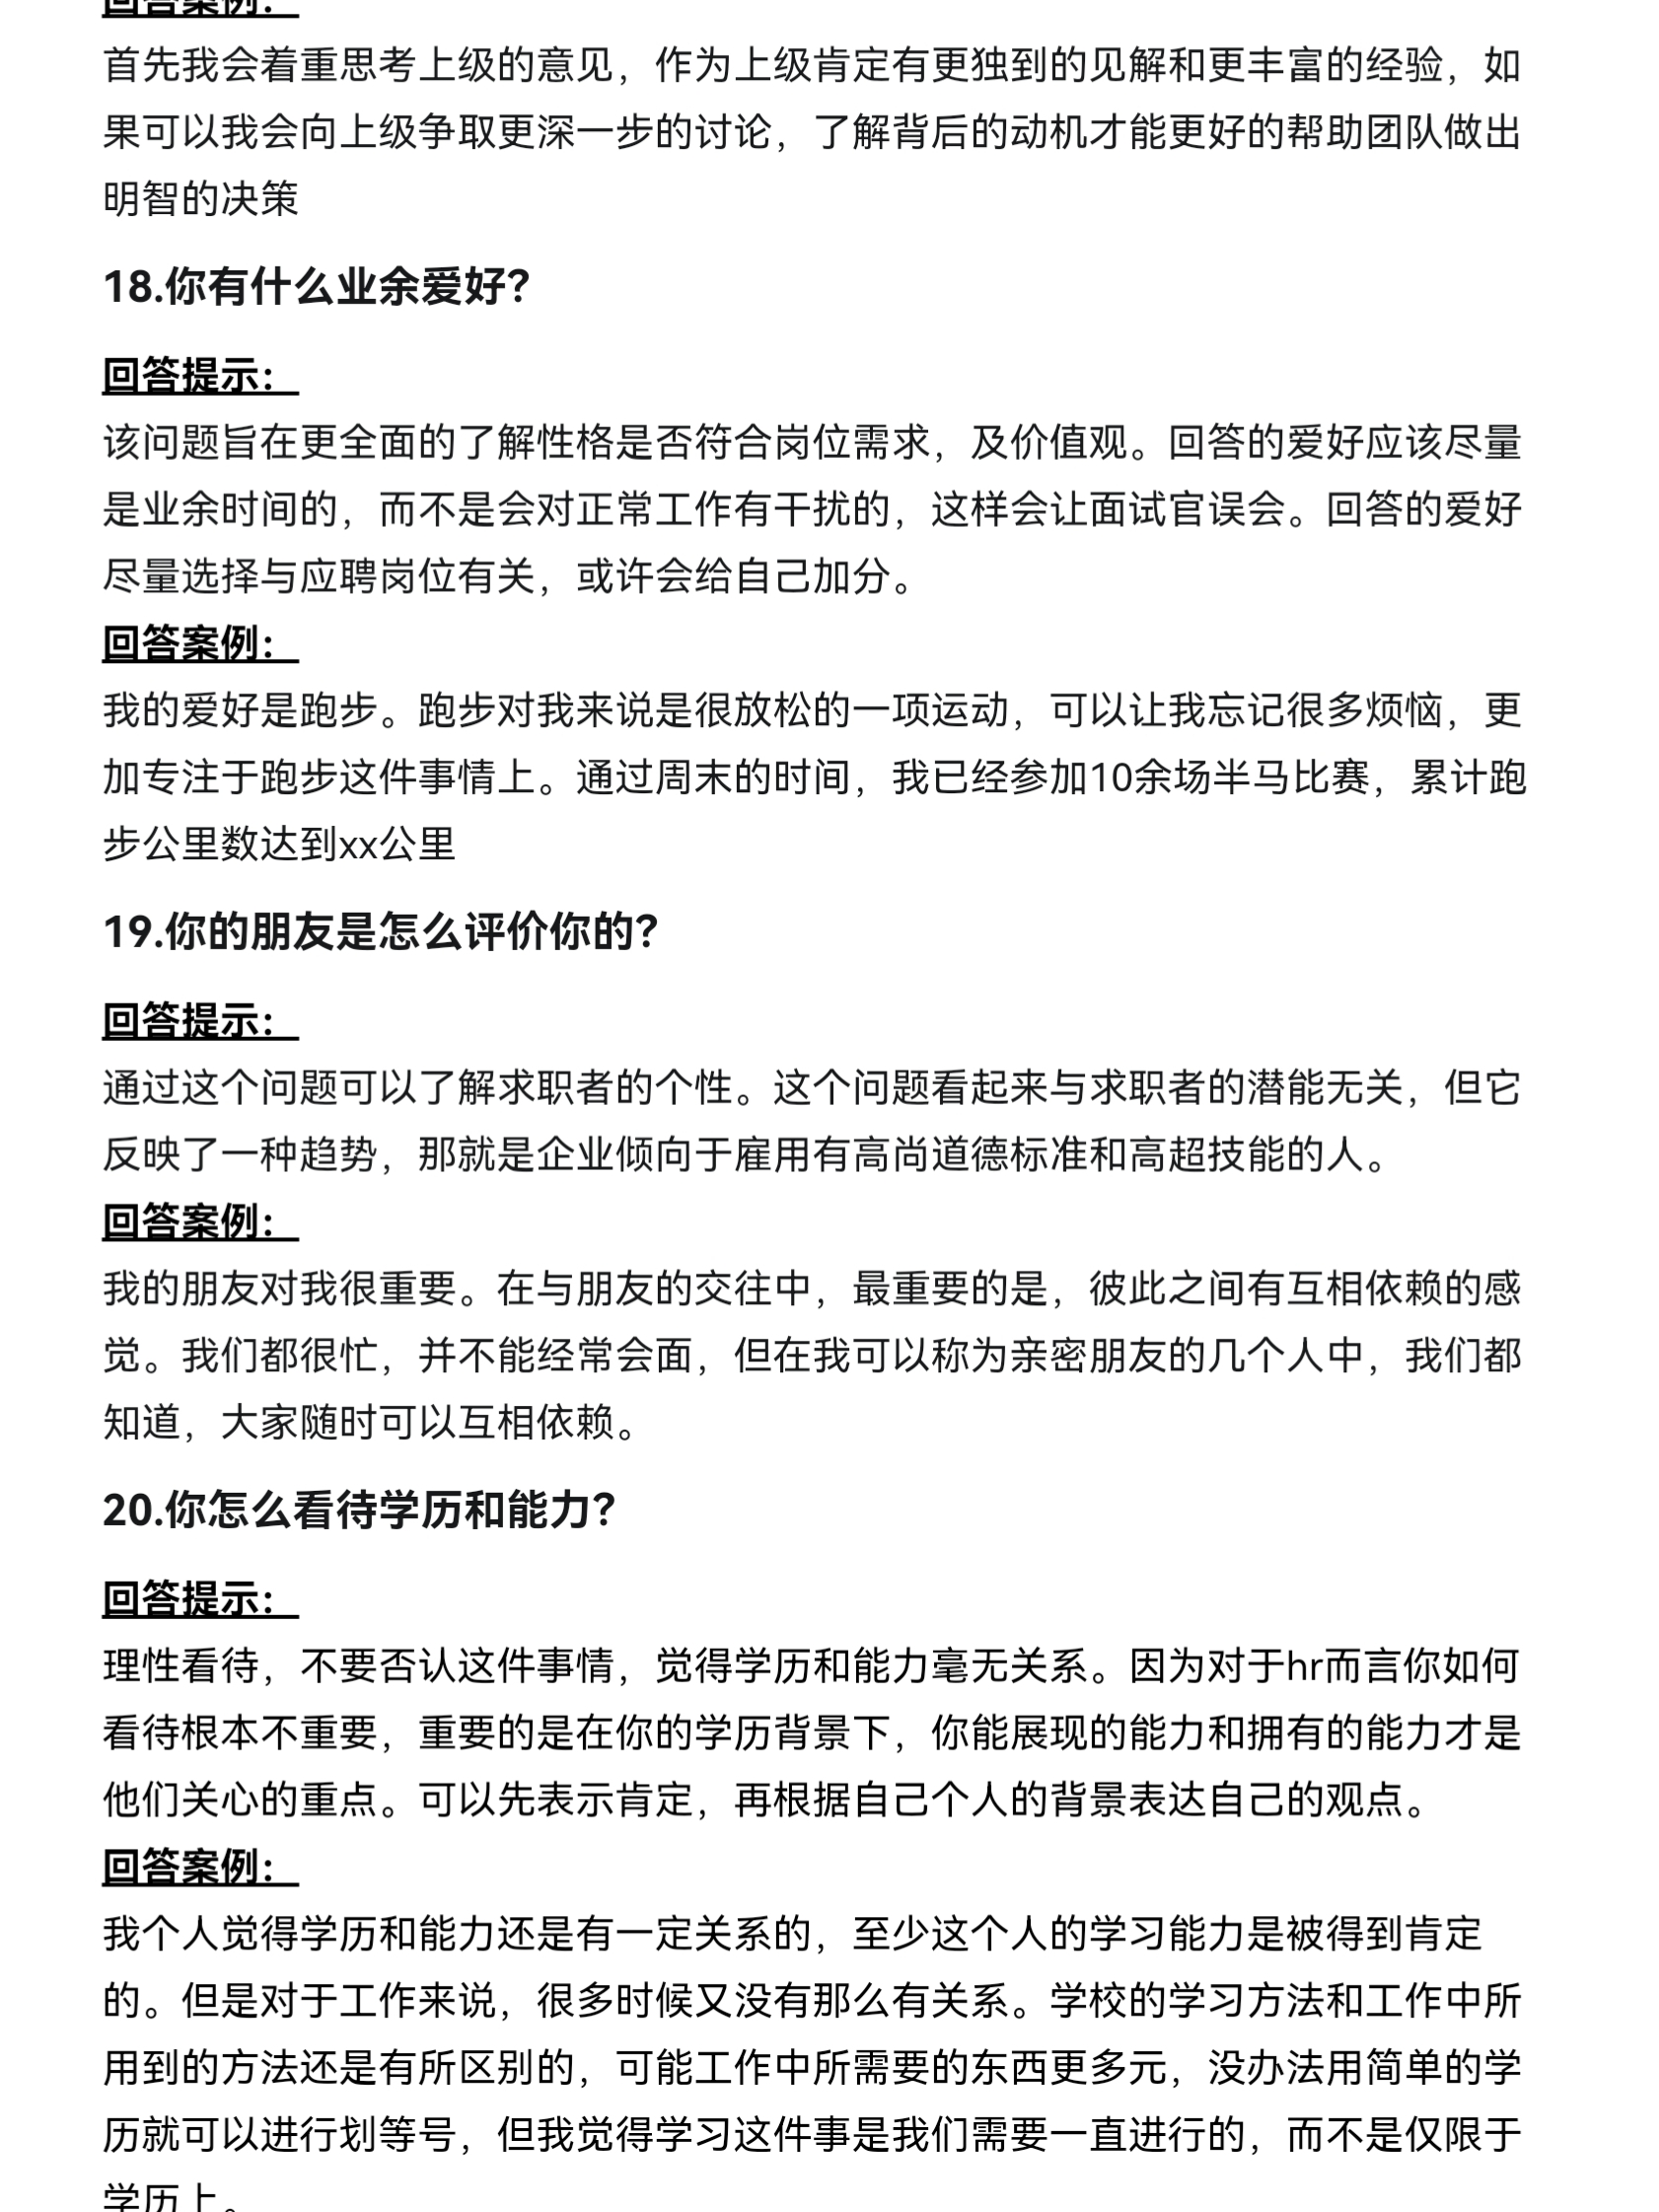 回答案例：
首先我会着重思考上级的意见，作为上级肯定有更独到的见解和更丰富的经验，如
果可以我会向上级争取更深一步的讨论，了解背后的动机才能更好的帮助团队做出
明智的决策
18.你有什么业余爱好？
回答提示：
该问题旨在更全面的了解性格是否符合岗位需求，及价值观。回答的爱好应该尽量
是业余时间的，而不是会对正常工作有干扰的，这样会让面试官误会。回答的爱好
尽量选择与应聘岗位有关，或许会给自己加分。
回答案例：
我的爱好是跑步。跑步对我来说是很放松的一项运动，可以让我忘记很多烦恼，更
加专注于跑步这件事情上。通过周末的时间，我已经参加10余场半马比赛，累计跑
步公里数达到xx公里
19.你的朋友是怎么评价你的？
回答提示：
通过这个问题可以了解求职者的个性。这个问题看起来与求职者的潜能无关，但它
反映了一种趋势，那就是企业倾向于雇用有高尚道德标准和高超技能的人。
回答案例：
我的朋友对我很重要。在与朋友的交往中，最重要的是，彼此之间有互相依赖的感
觉。我们都很忙，并不能经常会面，但在我可以称为亲密朋友的几个人中，我们都
知道，大家随时可以互相依赖。
20.你怎么看待学历和能力？
回答提示：
理性看待，不要否认这件事情，觉得学历和能力毫无关系。因为对于hr而言你如何
看待根本不重要，重要的是在你的学历背景下，你能展现的能力和拥有的能力才是
他们关心的重点。可以先表示肯定，再根据自己个人的背景表达自己的观点。
回答案例：
我个人觉得学历和能力还是有一定关系的，至少这个人的学习能力是被得到肯定
的。但是对于工作来说，很多时候又没有那么有关系。学校的学习方法和工作中所
用到的方法还是有所区别的，可能工作中所需要的东西更多元，没办法用简单的学
历就可以进行划等号，但我觉得学习这件事是我们需要一直进行的，而不是仅限于
学历上。